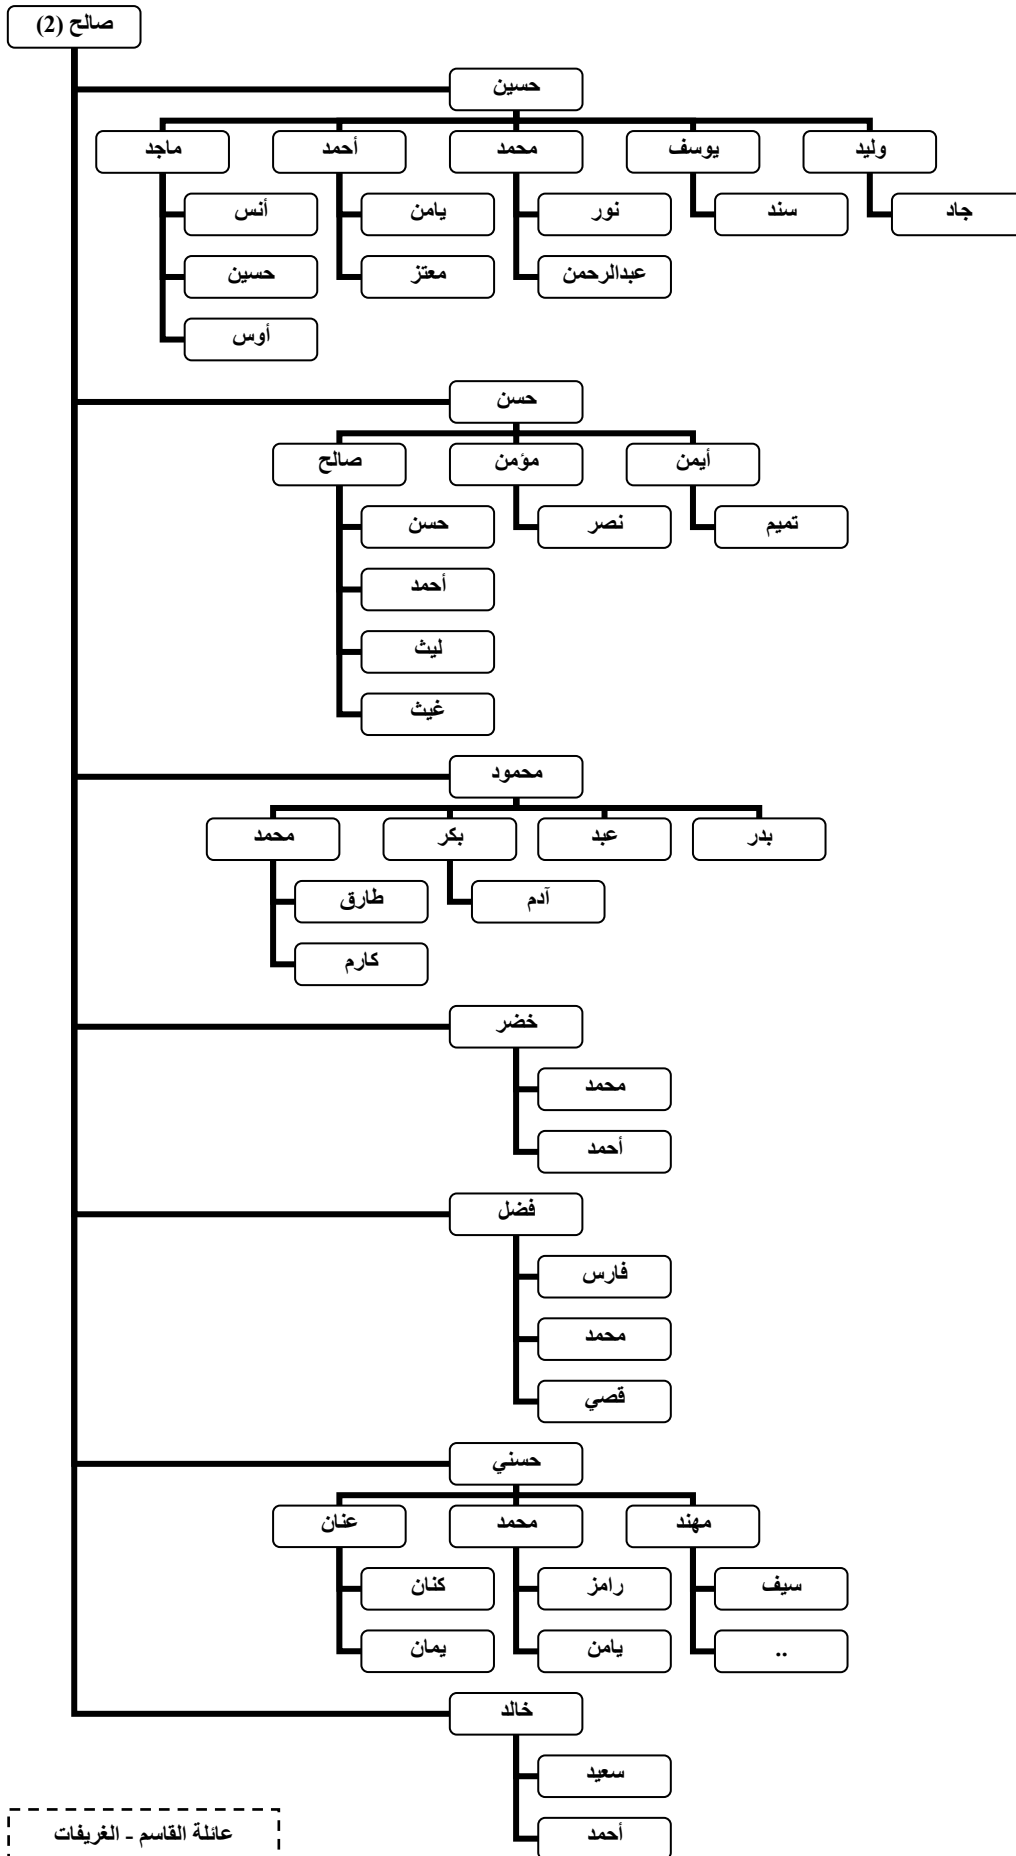 صالح (2)
حسين
وليد يوسف محمد أحمد ماجد
جاد سند نور يامن أنس
عبدالرحمن معتز حسين
أوس
حسن
أيمن مؤمن صالح
تميم نصر حسن
أحمد
ليث
غيث
محمود
بدر عبد بكر محمد
آدم طارق
كارم
خضر
محمد
أحمد
فضل
فارس
محمد
قصي
حسني
مهند محمد عنان
سيف رامز كنان
.. يامن يمان
خالد
سعيد
أحمد
عائلة القاسم - الغريفات